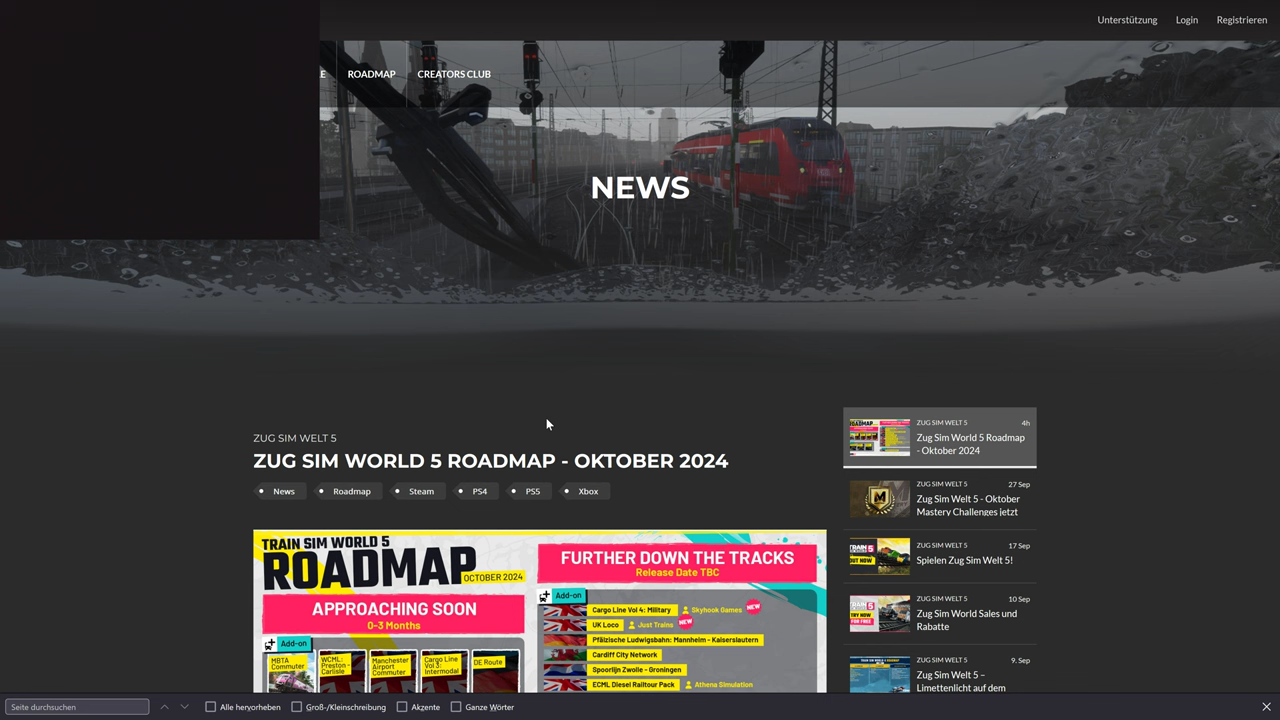 Unterstützung Login Registrieren
E ROADMAP CREATORS CLUB
NEWS
ZUG SIM WELT 5
ZUG SIM WORLD 5 ROADMAP - OKTOBER 2024
News Roadmap Steam PS4 PS5 Xbox
TRAIN SIM WORLD 5
ROADMAP
OCTOBER 2024
APPROACHING SOON
0-3 Months
Add-on
MBTA Commuter
WCML: Preston - Carlisle
Manchester Airport Commuter
Cargo Line Vol 3: Intermodal
DE Route
FURTHER DOWN THE TRACKS
Release Date TBC
Add-on
Cargo Line Vol 4: Military Skyhook Games NEW
UK Loco Just Trains NEW
Pfälzische Ludwigsbahn: Mannheim - Kaiserslautern
Cardiff City Network
Spoorlijn Zwolle - Groningen
ECML Diesel Railtour Pack Athena Simulation
ZUG SIM WELT 5 4h
Zug Sim World 5 Roadmap
- Oktober 2024
ZUG SIM WELT 5 27 Sep
Zug Sim Welt 5 - Oktober
Mastery Challenges jetzt
ZUG SIM WELT 5 17 Sep
Spielen Zug Sim Welt 5!
ZUG SIM WELT 5 10 Sep
Zug Sim World Sales und
Rabatte
ZUG SIM WELT 5 9. Sep
Zug Sim Welt 5 –
Limettenlicht auf dem
Seite durchsuchen Alle hervorheben Groß-/Kleinschreibung Akzente Ganze Wörter